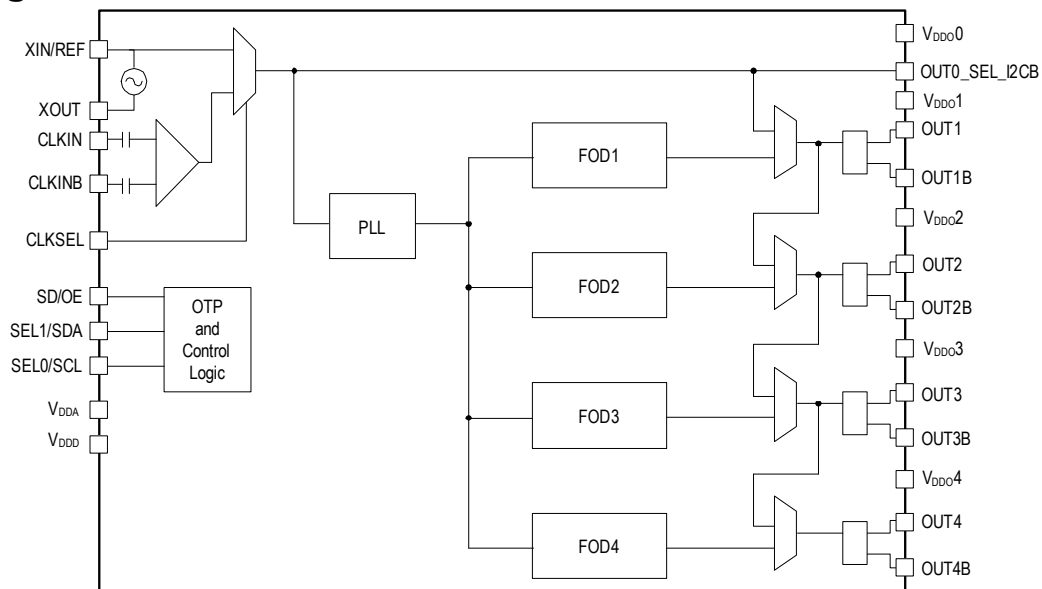 XIN/REF
XOUT
CLKIN
CLKINB
CLKSEL
SD/OE
SEL1/SDA
SEL0/SCL
VDDA
VDDD
OTP
and
Control
Logic
PLL
FOD1
FOD2
FOD3
FOD4
VDDO0
OUT0_SEL_I2CB
VDDO1
OUT1
OUT1B
VDDO2
OUT2
OUT2B
VDDO3
OUT3
OUT3B
VDDO4
OUT4
OUT4B